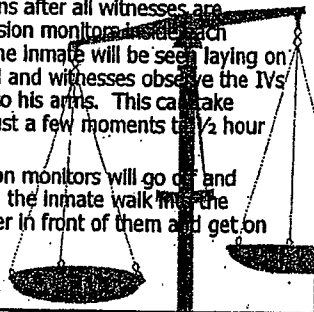 ns after all witnesses are
sion monitors inside each
ne inmate will be seen laying on
and witnesses observe the IVs
o his arms. This can take
ust a few moments to ½ hour
on monitors will go off and
the inmate walk into the
er in front of them and get on